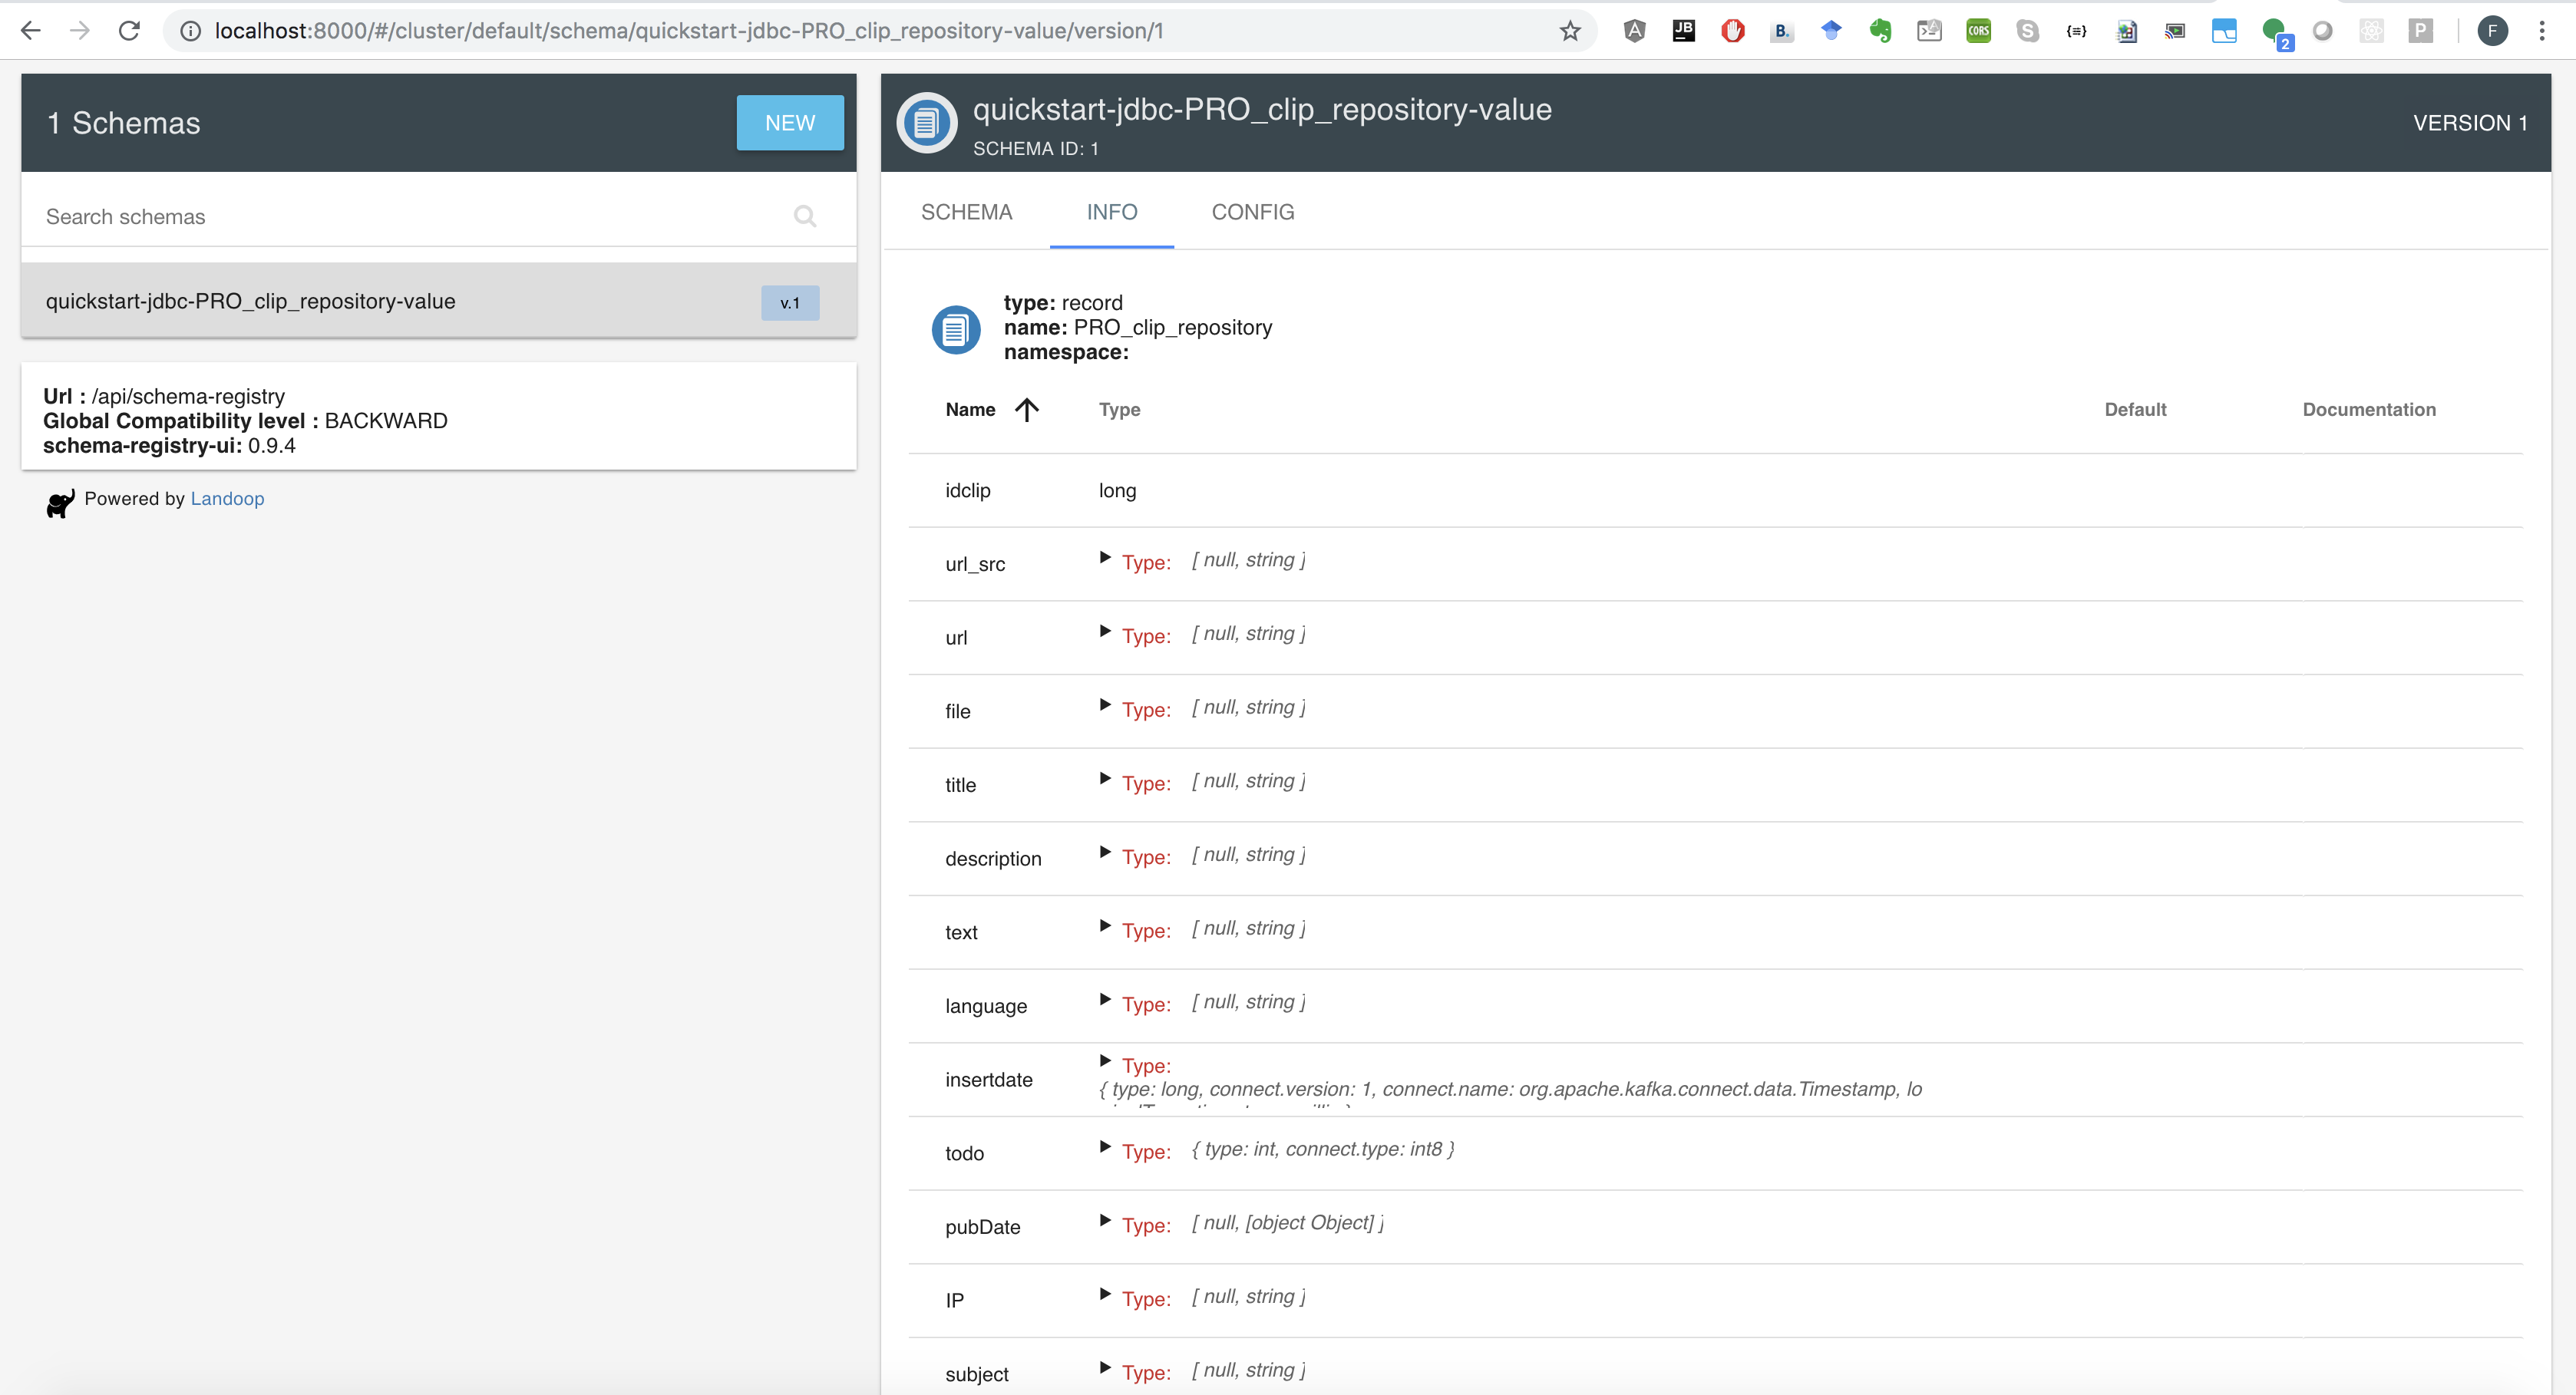 localhost:8000/#/cluster/default/schema/quickstart-jdbc-PRO_clip_repository-value/version/1
JB
B.
CORS
S
{≡}
2
P
F
1 Schemas
NEW
Search schemas
quickstart-jdbc-PRO_clip_repository-value
v.1
Url : /api/schema-registry
Global Compatibility level : BACKWARD
schema-registry-ui: 0.9.4
Powered by Landoop
quickstart-jdbc-PRO_clip_repository-value
SCHEMA ID: 1
VERSION 1
SCHEMA INFO CONFIG
type: record
name: PRO_clip_repository
namespace:
Name Type Default Documentation
idclip long
url_src Type: [ null, string ]
url Type: [ null, string ]
file Type: [ null, string ]
title Type: [ null, string ]
description Type: [ null, string ]
text Type: [ null, string ]
language Type: [ null, string ]
insertdate Type:
{ type: long, connect.version: 1, connect.name: org.apache.kafka.connect.data.Timestamp, lo
todo Type: { type: int, connect.type: int8 }
pubDate Type: [ null, [object Object] ]
IP Type: [ null, string ]
subject Type: [ null, string ]